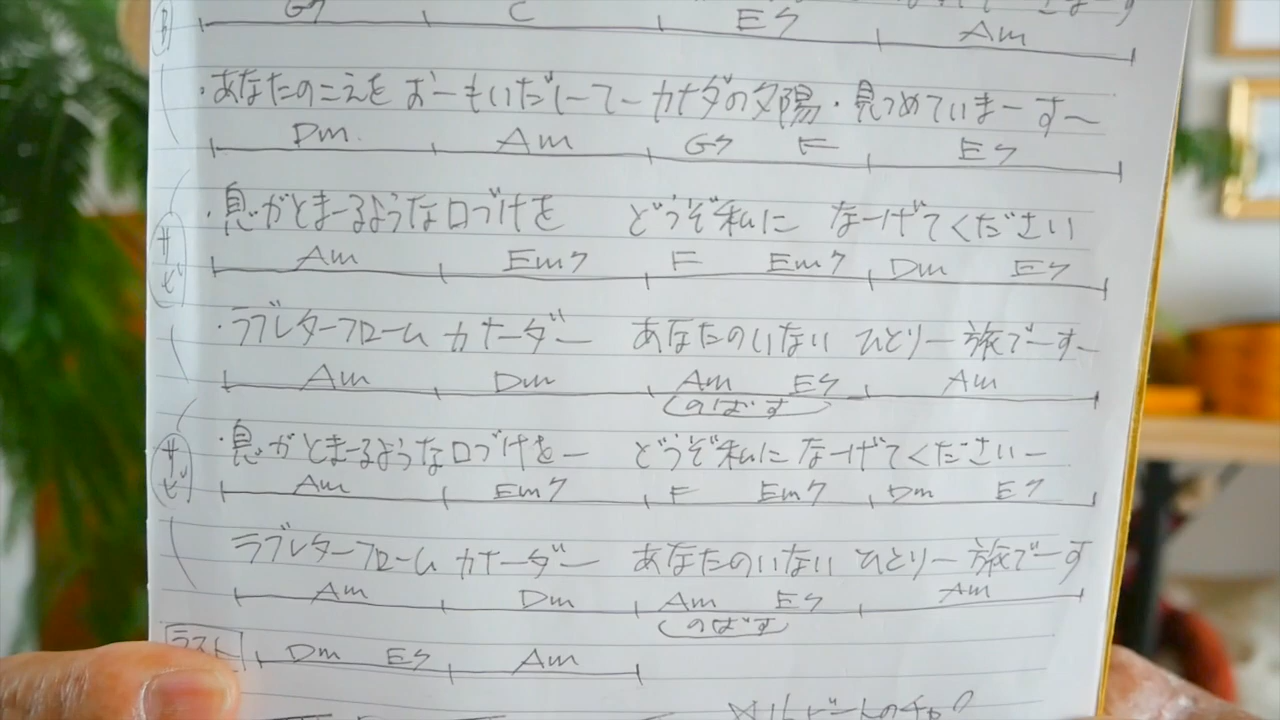 B G7 C E7 Am
・あなたのこえを おーもいだしーてー カナダの夕陽・見つめていまーす〜
Dm Am G7 F E7
サビ ・息がとまーるような口づけを どうぞ私に なーげてください
Am Em7 F Em7 Dm E7
・ラブレターフローム カナーダー あなたのいない ひとりー旅でーす〜
Am Dm Am E7 Am
のばす
サビ ・息がとまーるような口づけをー どうぞ私に なーげてくださいー
Am Em7 F Em7 Dm E7
ラブレターフローム カナーダー あなたのいない ひとりー旅でーす
Am Dm Am E7 Am
のばす
ラスト Dm E7 Am